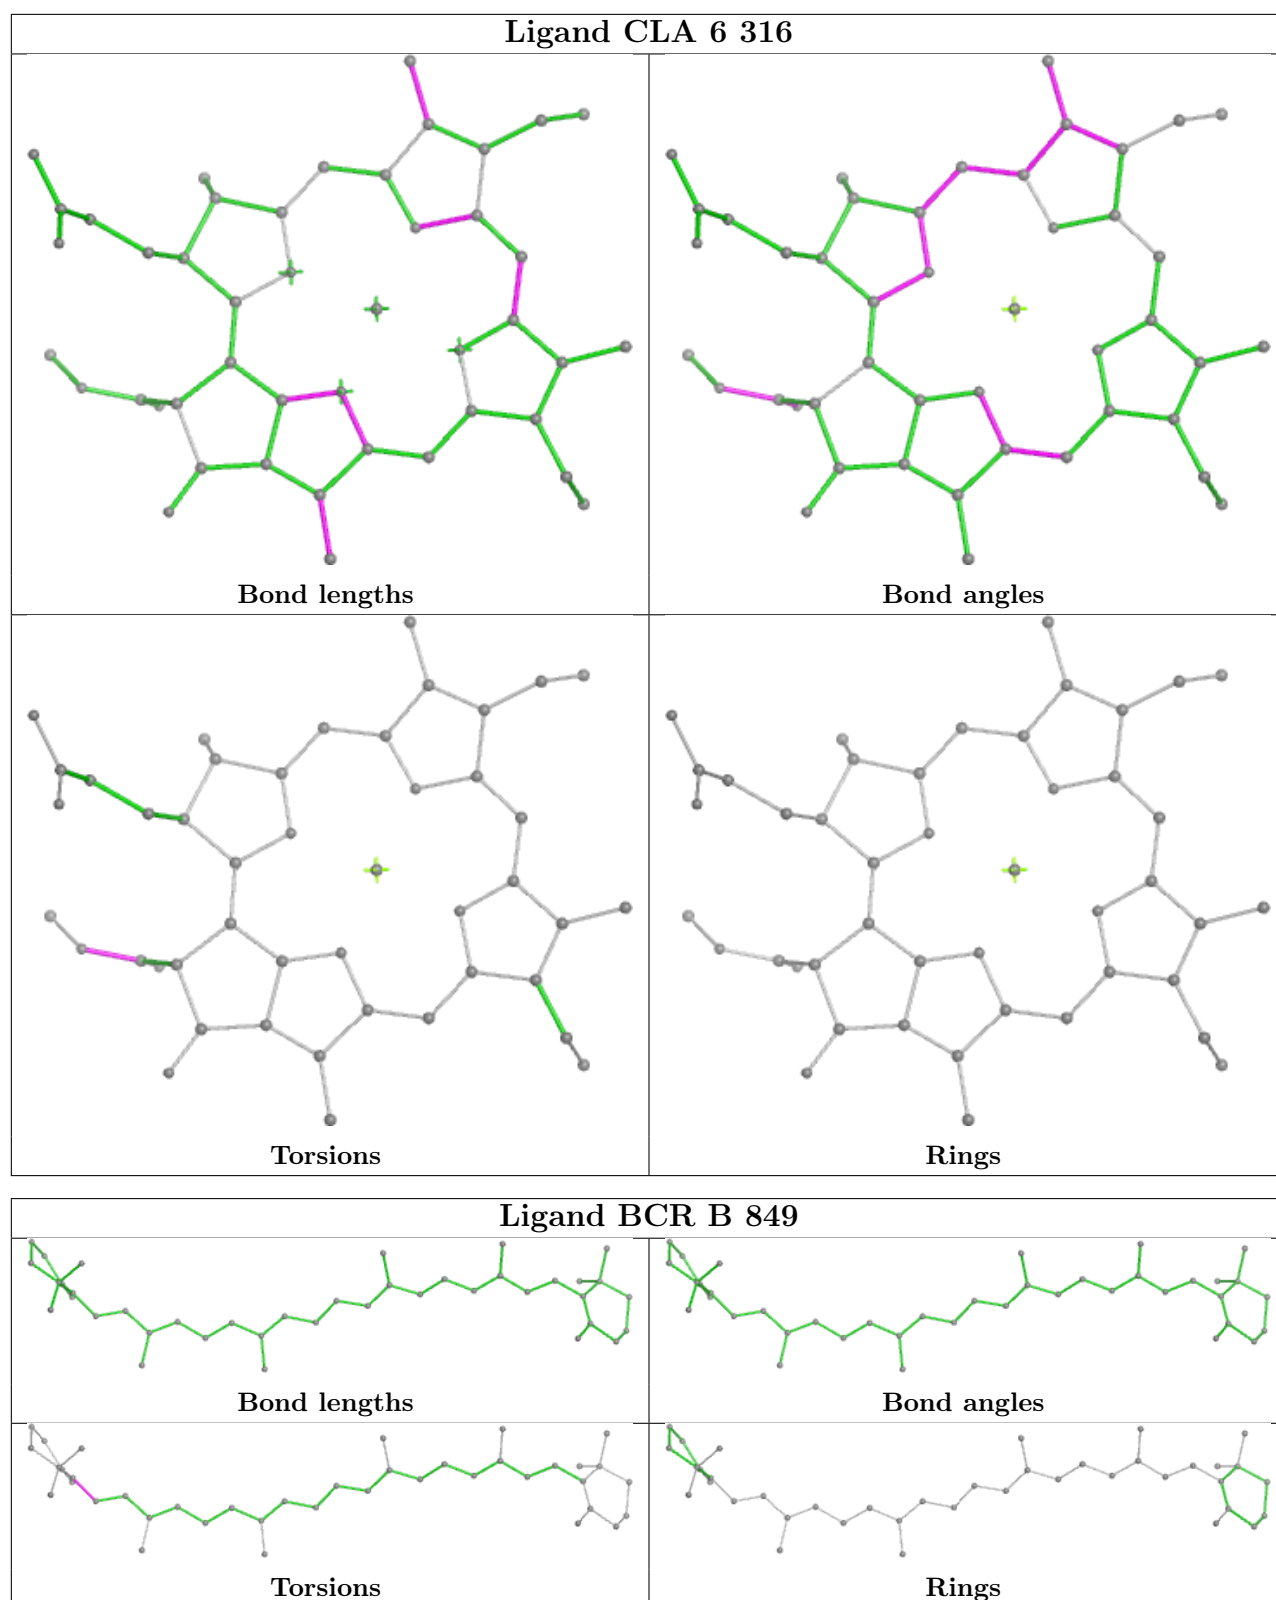 Ligand CLA 6 316
Bond lengths
Bond angles
Torsions
Rings
Ligand BCR B 849
Bond lengths
Bond angles
Torsions
Rings